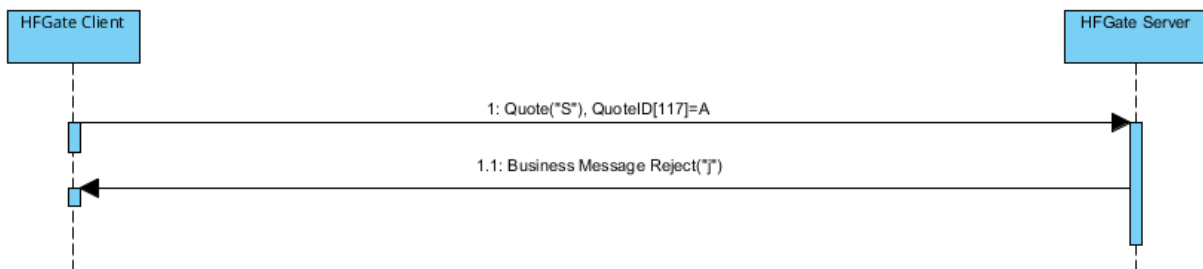 HFGate Client
HFGate Server
1: Quote("S"), QuoteID[117]=A
1.1: Business Message Reject("j")